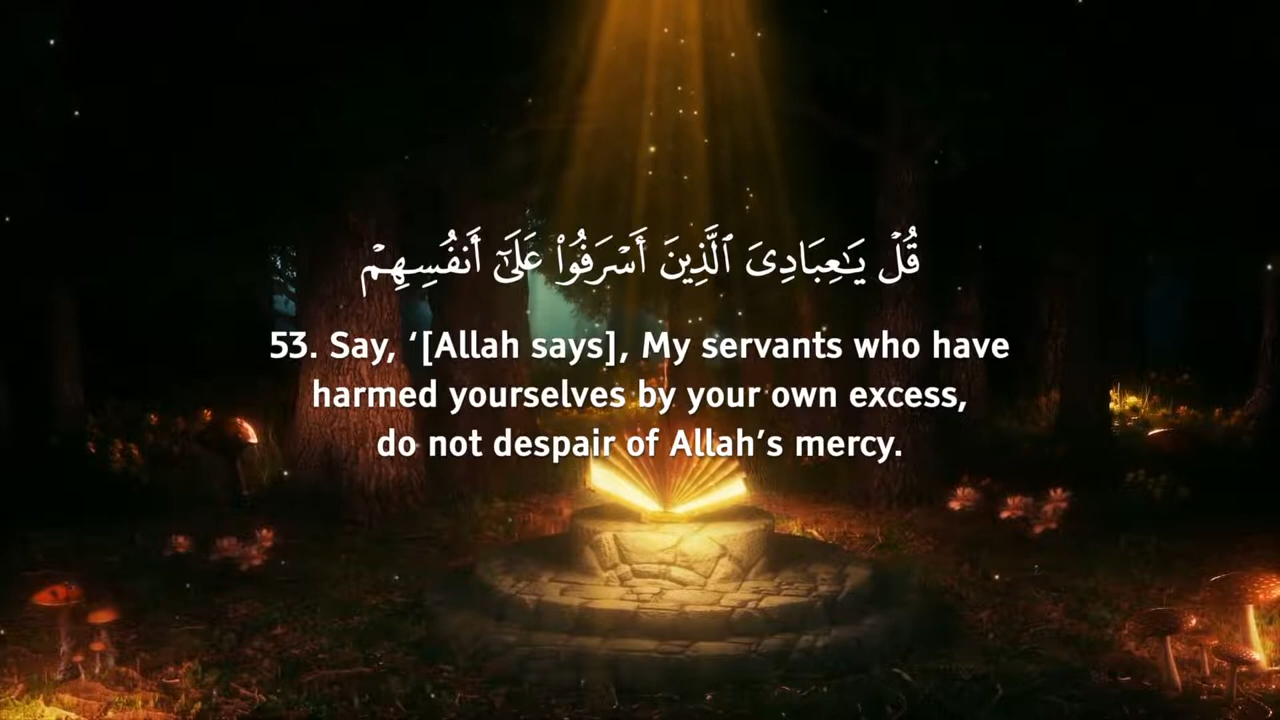 قُلْ يَـٰعِبَادِىَ ٱلَّذِينَ أَسْرَفُوا۟ عَلَىٰٓ أَنفُسِهِمْ
53. Say, ‘[Allah says], My servants who have
harmed yourselves by your own excess,
do not despair of Allah’s mercy.